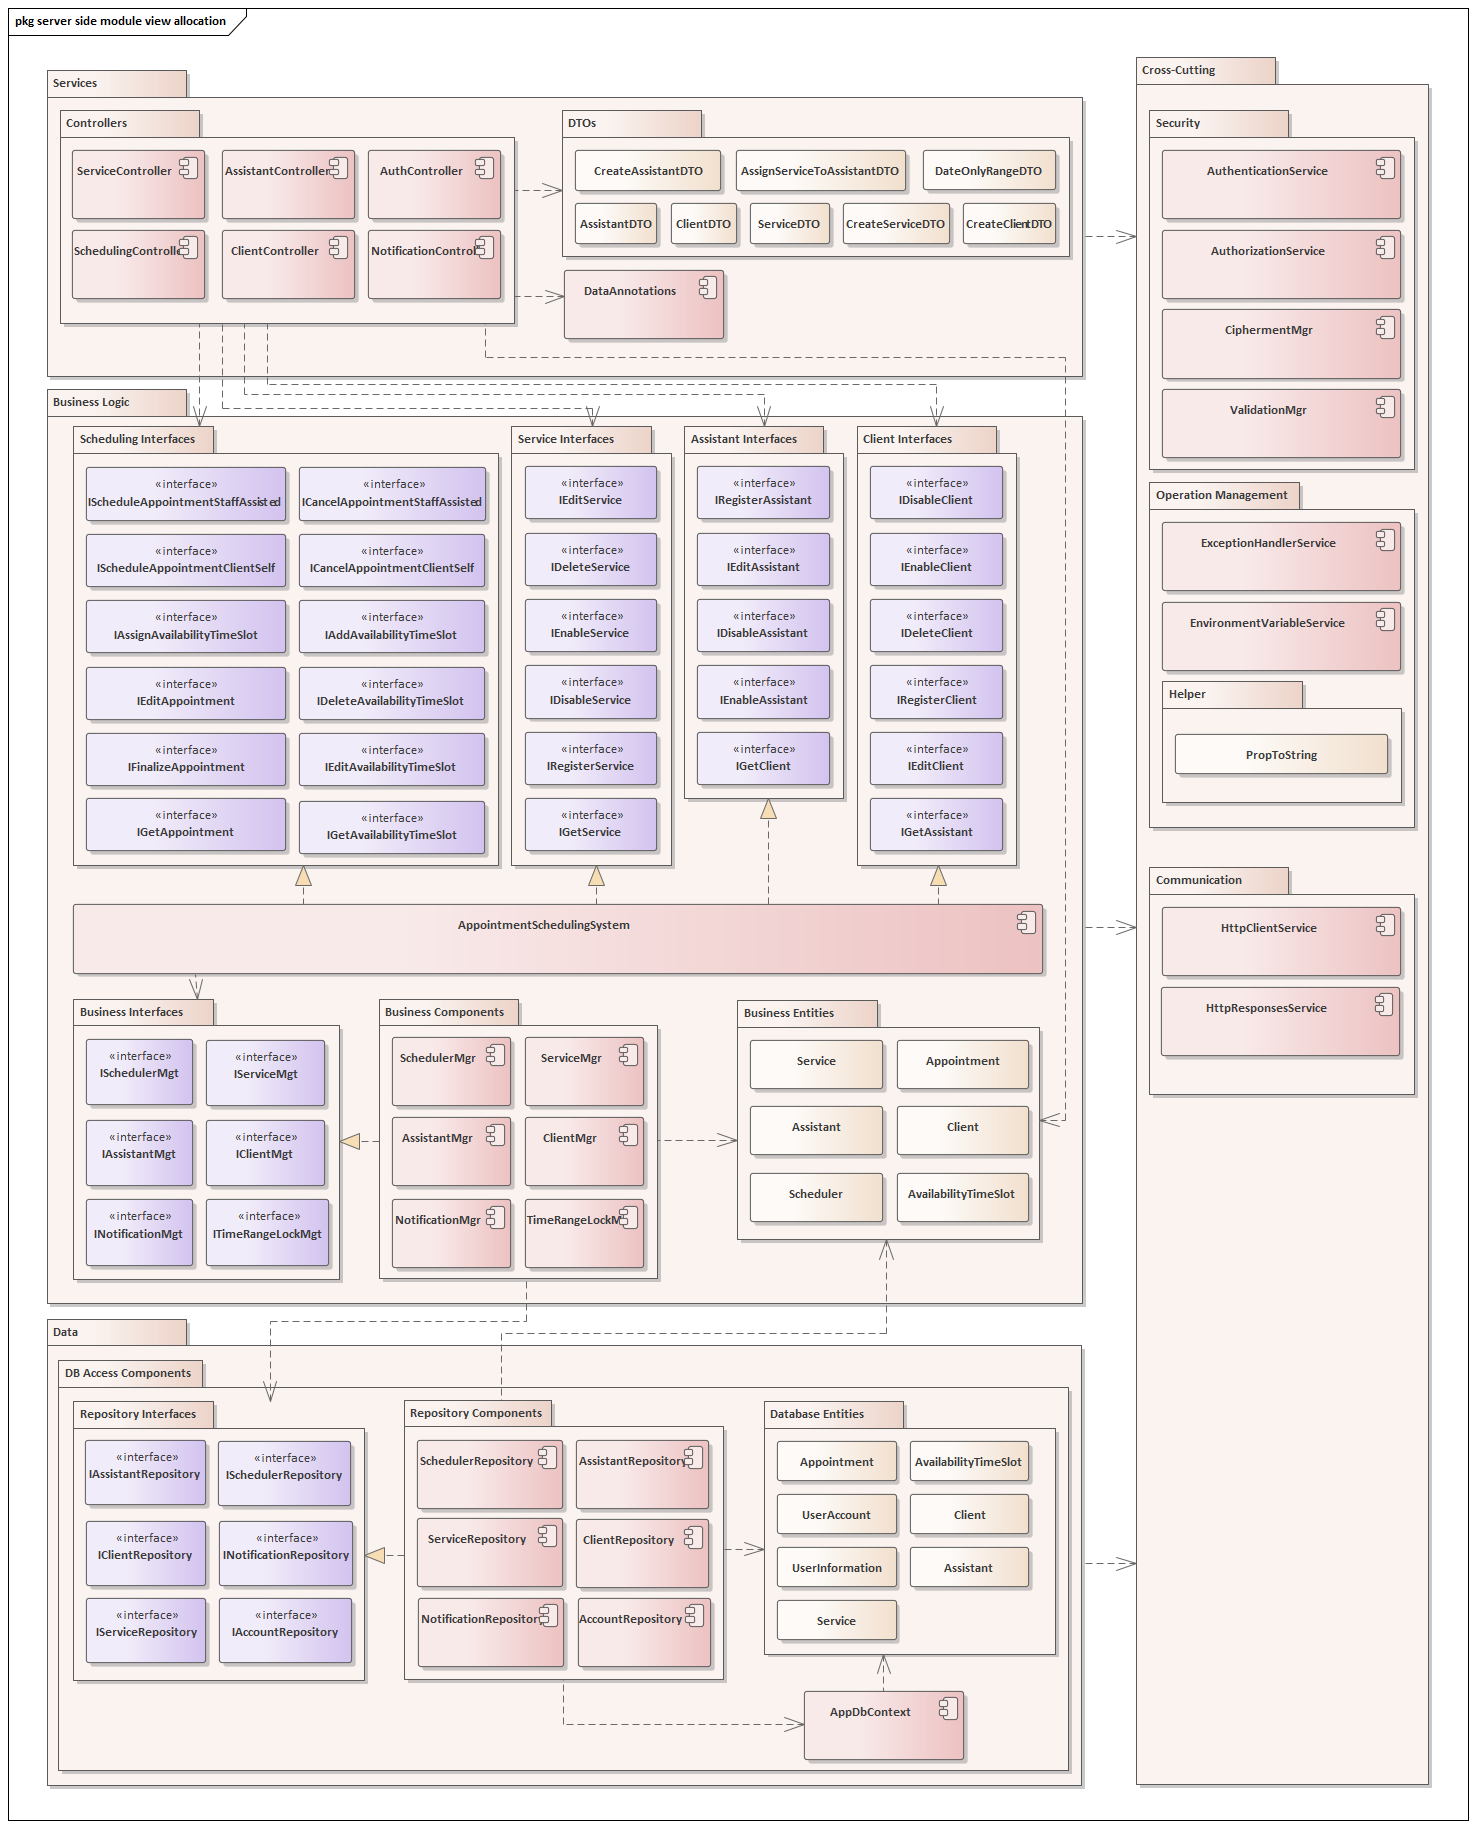 pkg server side module view allocation
Services
Controllers
ServiceController
AssistantController
AuthController
SchedulingControlle
ClientController
NotificationControl
DTOs
CreateAssistantDTO
AssignServiceToAssistantDTO
DateOnlyRangeDTO
AssistantDTO
ClientDTO
ServiceDTO
CreateServiceDTO
CreateClientDTO
DataAnnotations
Business Logic
Scheduling Interfaces
«interface»
IScheduleAppointmentStaffAssisted
«interface»
ICancelAppointmentStaffAssisted
«interface»
IScheduleAppointmentClientSelf
«interface»
ICancelAppointmentClientSelf
«interface»
IAssignAvailabilityTimeSlot
«interface»
IAddAvailabilityTimeSlot
«interface»
IEditAppointment
«interface»
IDeleteAvailabilityTimeSlot
«interface»
IFinalizeAppointment
«interface»
IEditAvailabilityTimeSlot
«interface»
IGetAppointment
«interface»
IGetAvailabilityTimeSlot
Service Interfaces
«interface»
IEditService
«interface»
IDeleteService
«interface»
IEnableService
«interface»
IDisableService
«interface»
IRegisterService
«interface»
IGetService
Assistant Interfaces
«interface»
IRegisterAssistant
«interface»
IEditAssistant
«interface»
IDisableAssistant
«interface»
IEnableAssistant
«interface»
IGetClient
Client Interfaces
«interface»
IDisableClient
«interface»
IEnableClient
«interface»
IDeleteClient
«interface»
IRegisterClient
«interface»
IEditClient
«interface»
IGetAssistant
AppointmentSchedulingSystem
Business Interfaces
«interface»
ISchedulerMgt
«interface»
IServiceMgt
«interface»
IAssistantMgt
«interface»
IClientMgt
«interface»
INotificationMgt
«interface»
ITimeRangeLockMgt
Business Components
SchedulerMgr
ServiceMgr
AssistantMgr
ClientMgr
NotificationMgr
TimeRangeLockM
Business Entities
Service
Appointment
Assistant
Client
Scheduler
AvailabilityTimeSlot
Data
DB Access Components
Repository Interfaces
«interface»
IAssistantRepository
«interface»
ISchedulerRepository
«interface»
IClientRepository
«interface»
INotificationRepository
«interface»
IServiceRepository
«interface»
IAccountRepository
Repository Components
SchedulerRepository
AssistantRepository
ServiceRepository
ClientRepository
NotificationRepository
AccountRepository
Database Entities
Appointment
AvailabilityTimeSlot
UserAccount
Client
UserInformation
Assistant
Service
AppDbContext
Cross-Cutting
Security
AuthenticationService
AuthorizationService
CiphermentMgr
ValidationMgr
Operation Management
ExceptionHandlerService
EnvironmentVariableService
Helper
PropToString
Communication
HttpClientService
HttpResponsesService